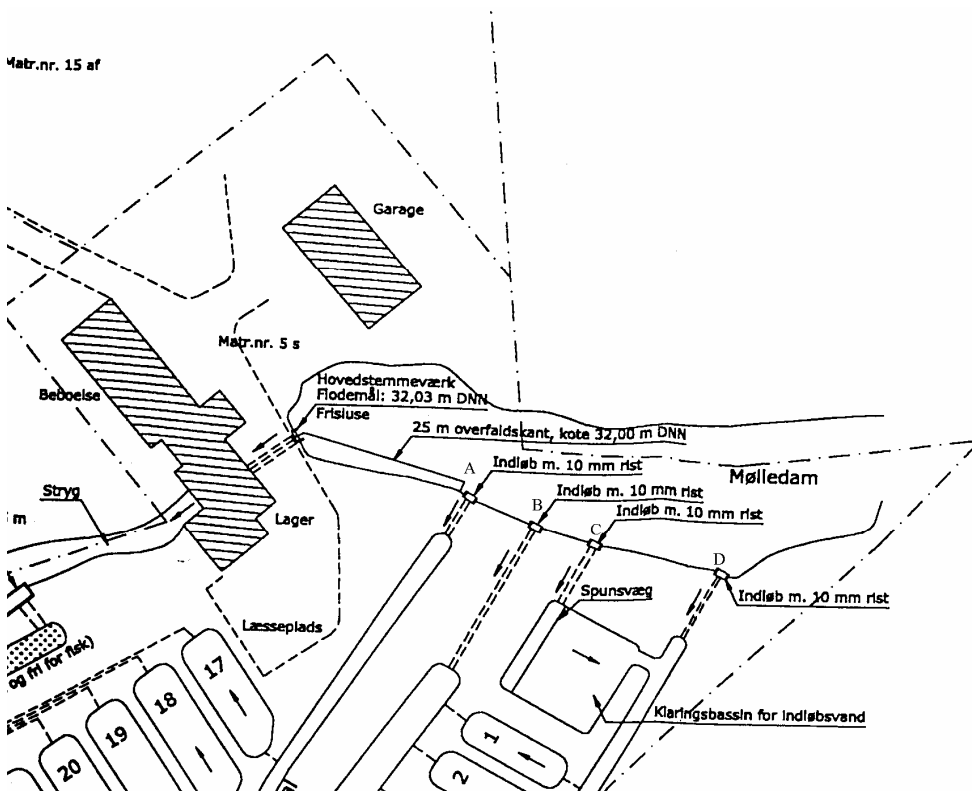 Matr.nr. 15 af
Garage
Matr.nr. 5 s
Hovedstemmeværk
Flodemål: 32,03 m DNN
Frisluse
Beboelse
25 m overfaldskant, kote 32,00 m DNN
A
Indløb m. 10 mm rist
Mølledam
B
Indløb m. 10 mm rist
Stryg
C
Indløb m. 10 mm rist
m
Lager
D
Spunsvæg
Indløb m. 10 mm rist
Læsseplads
og fri for fisk)
17
18
19
20
Klaringsbassin for indløbsvand
1
2